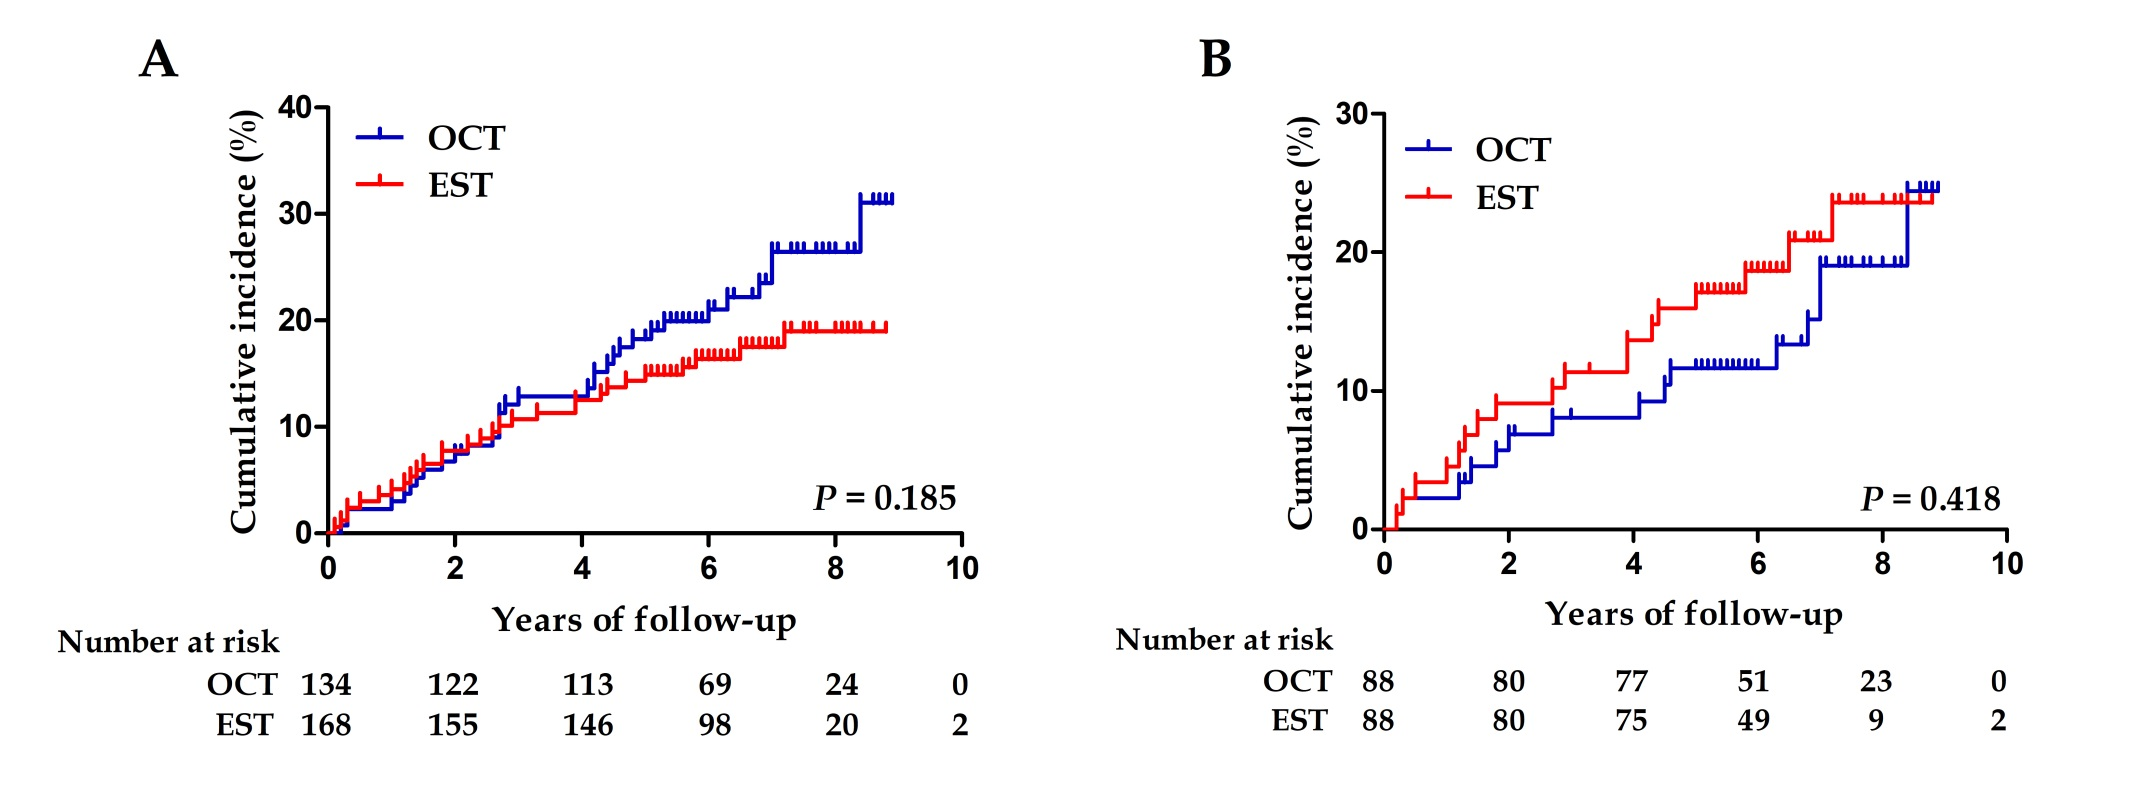 A
Cumulative incidence (%)
40
30
20
10
0
OCT
EST
P = 0.185
0 2 4 6 8 10
Years of follow-up
Number at risk
OCT 134 122 113 69 24 0
EST 168 155 146 98 20 2
B
Cumulative incidence (%)
30
20
10
0
OCT
EST
P = 0.418
0 2 4 6 8 10
Years of follow-up
Number at risk
OCT 88 80 77 51 23 0
EST 88 80 75 49 9 2